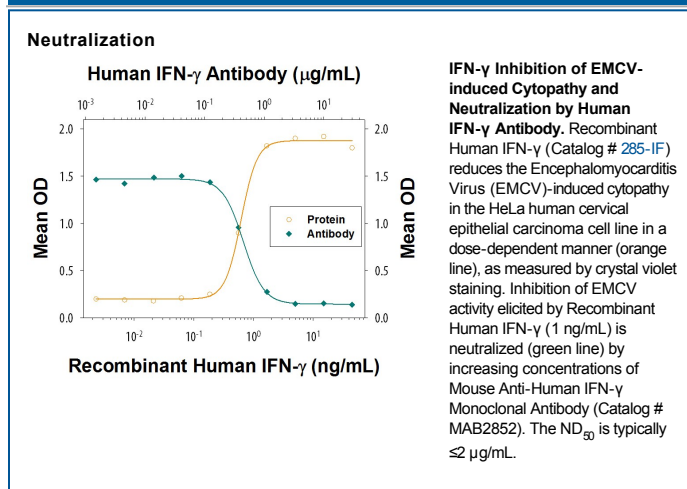 Neutralization
Human IFN-γ Antibody (μg/mL)
10⁻³ 10⁻² 10⁻¹ 10⁰ 10¹
2.0 2.0
1.5 1.5
1.0 1.0
0.5 0.5
0.0 0.0
Mean OD
Mean OD
Protein
Antibody
10⁻² 10⁻¹ 10⁰ 10¹
Recombinant Human IFN-γ (ng/mL)
IFN-γ Inhibition of EMCV-
induced Cytopathy and
Neutralization by Human
IFN-γ Antibody. Recombinant
Human IFN-γ (Catalog # 285-IF)
reduces the Encephalomyocarditis
Virus (EMCV)-induced cytopathy
in the HeLa human cervical
epithelial carcinoma cell line in a
dose-dependent manner (orange
line), as measured by crystal violet
staining. Inhibition of EMCV
activity elicited by Recombinant
Human IFN-γ (1 ng/mL) is
neutralized (green line) by
increasing concentrations of
Mouse Anti-Human IFN-γ
Monoclonal Antibody (Catalog #
MAB2852). The ND₅₀ is typically
≤2 μg/mL.